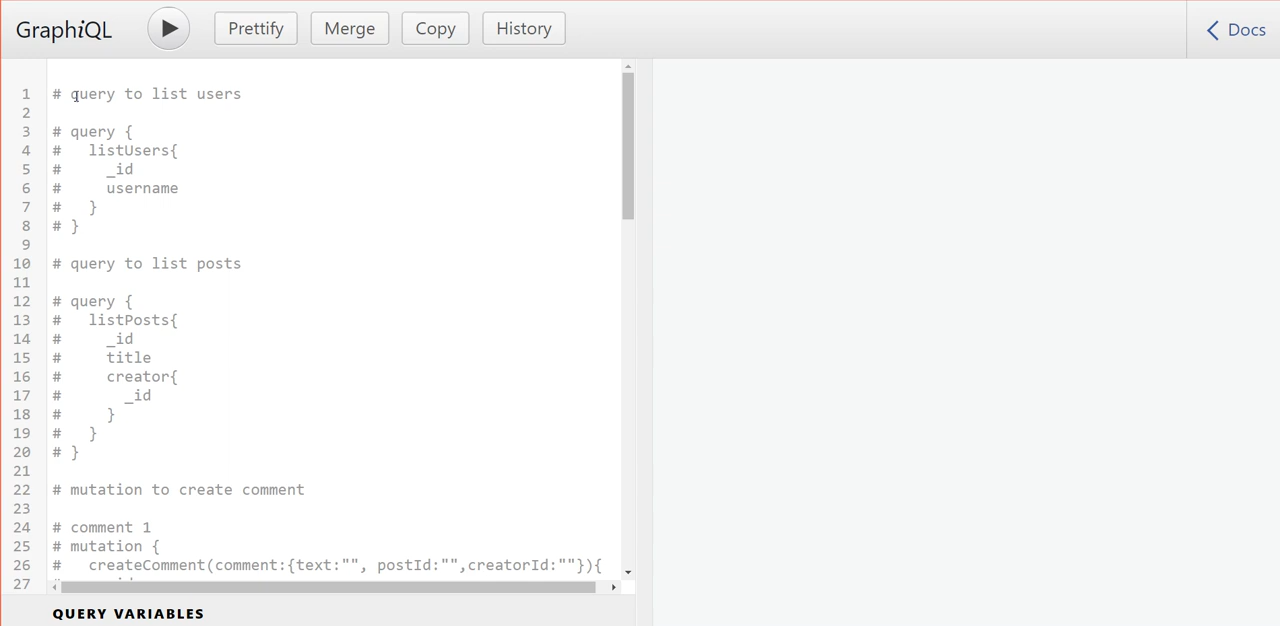 GraphiQL
Prettify
Merge
Copy
History
Docs
1 # query to list users
2
3 # query {
4 #   listUsers{
5 #     _id
6 #     username
7 #   }
8 # }
9
10 # query to list posts
11
12 # query {
13 #   listPosts{
14 #     _id
15 #     title
16 #     creator{
17 #       _id
18 #     }
19 #   }
20 # }
21
22 # mutation to create comment
23
24 # comment 1
25 # mutation {
26 #   createComment(comment:{text:"", postId:"",creatorId:""}){
27
QUERY VARIABLES